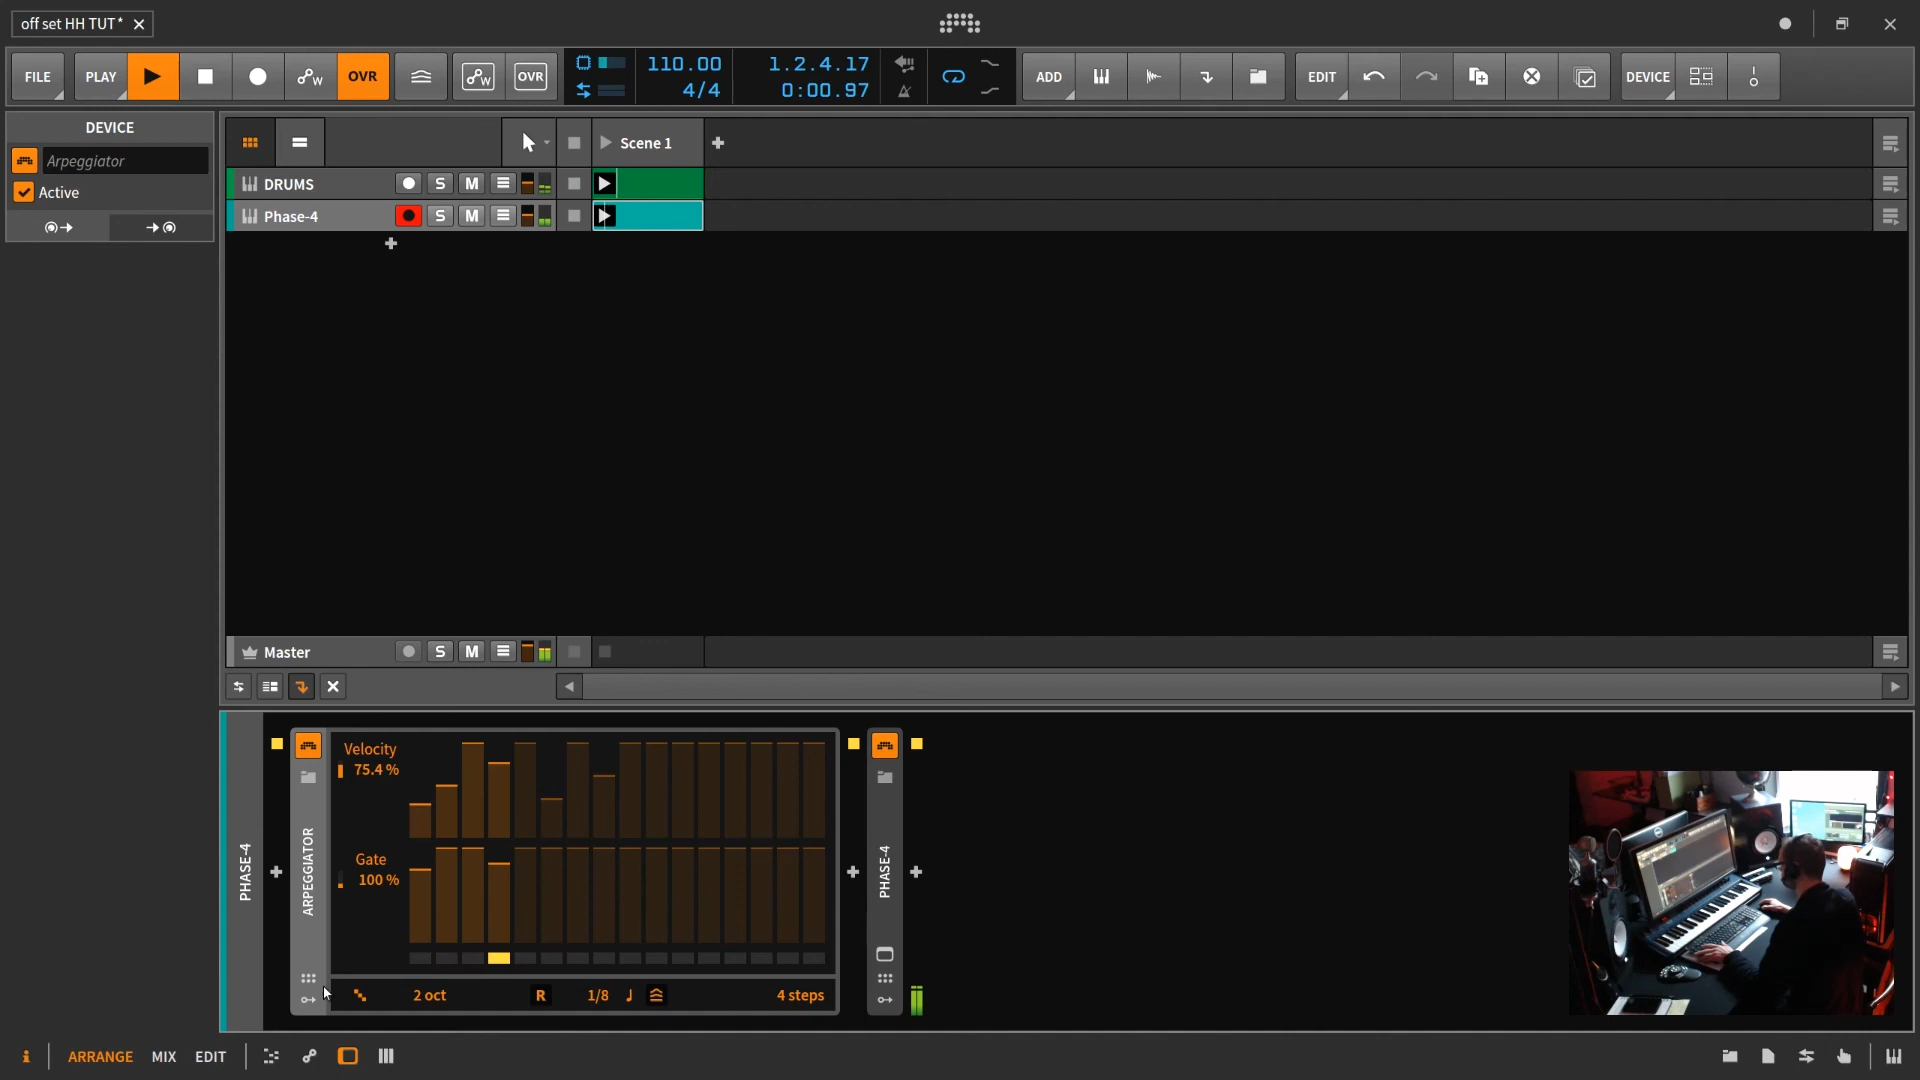 off set HH TUT*
FILE
PLAY
OVR
OVR
110.00
4/4
1.2.4.17
0:00.97
ADD
EDIT
DEVICE
DEVICE
Arpeggiator
Active
Scene 1
DRUMS
S
M
Phase-4
S
M
Master
S
M
PHASE-4
ARPEGGIATOR
Velocity
75.4 %
Gate
100 %
2 oct
R
1/8
4 steps
PHASE-4
i
ARRANGE
MIX
EDIT